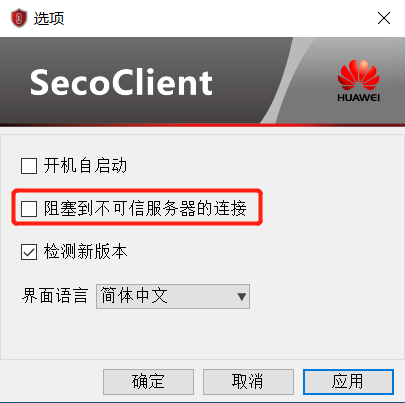 选项
SecoClient
HUAWEI
开机自启动
阻塞到不可信服务器的连接
检测新版本
界面语言 简体中文
确定 取消 应用